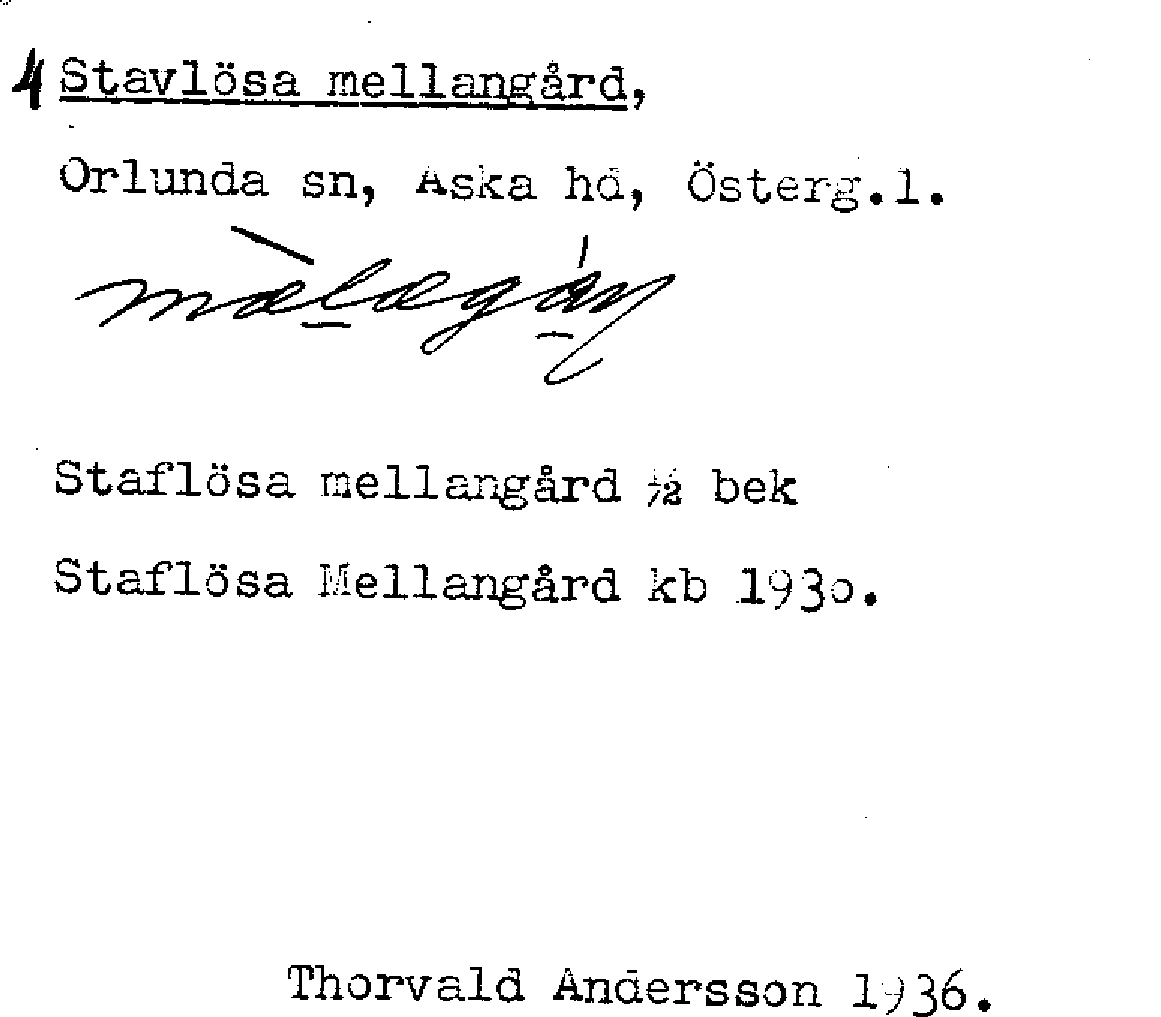 4 Stavlösa mellangård,
Orlunda sn, Aska hd, Österg.l.
Staflösa mellangård ½ bek
Staflösa Mellangård kb 1930.
Thorvald Andersson 1936.